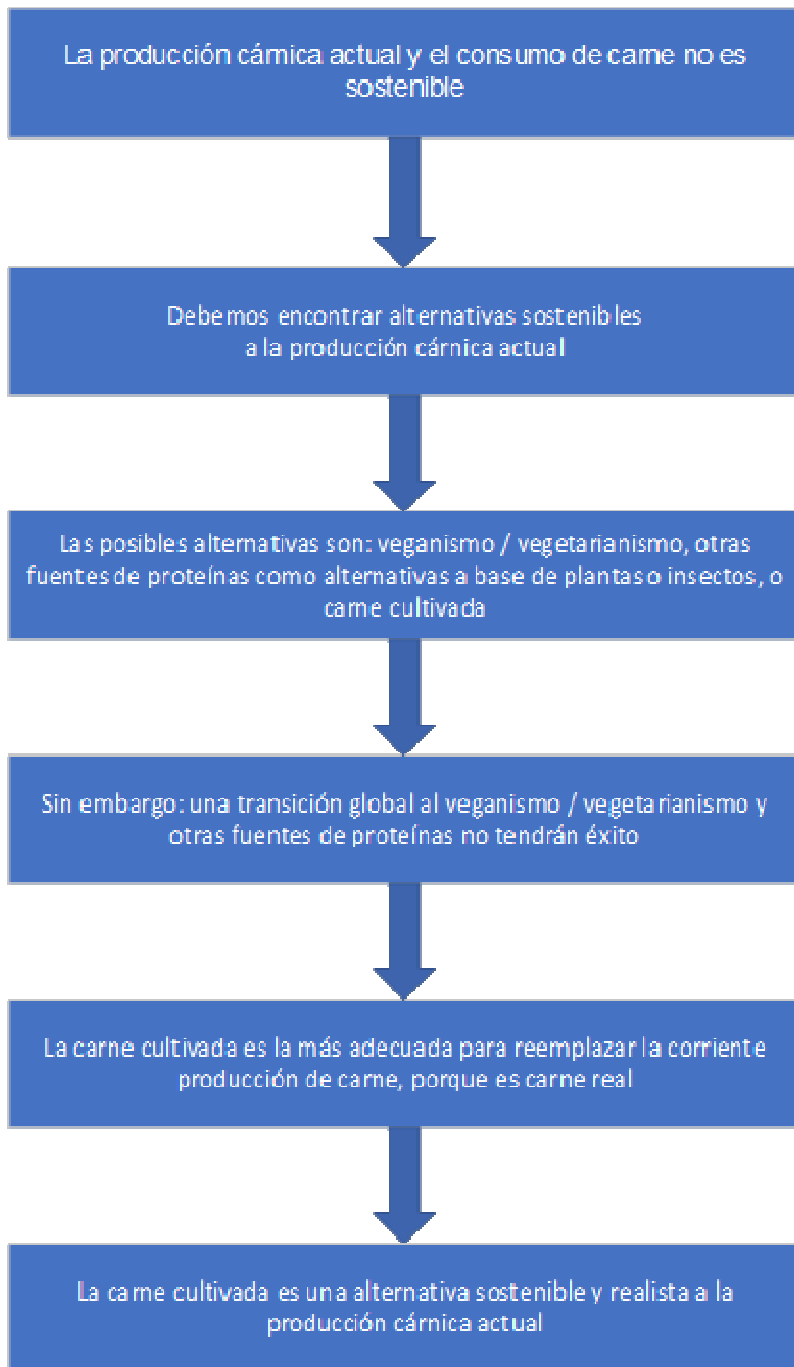 La producción cárnica actual y el consumo de carne no es
sostenible
Debemos encontrar alternativas sostenibles
a la producción cárnica actual
Las posibles alternativas son: veganismo / vegetarianismo, otras
fuentes de proteínas como alternativas a base de plantas o insectos, o
carne cultivada
Sin embargo: una transición global al veganismo / vegetarianismo y
otras fuentes de proteínas no tendrán éxito
La carne cultivada es la más adecuada para reemplazar la corriente
producción de carne, porque es carne real
La carne cultivada es una alternativa sostenible y realista a la
producción cárnica actual